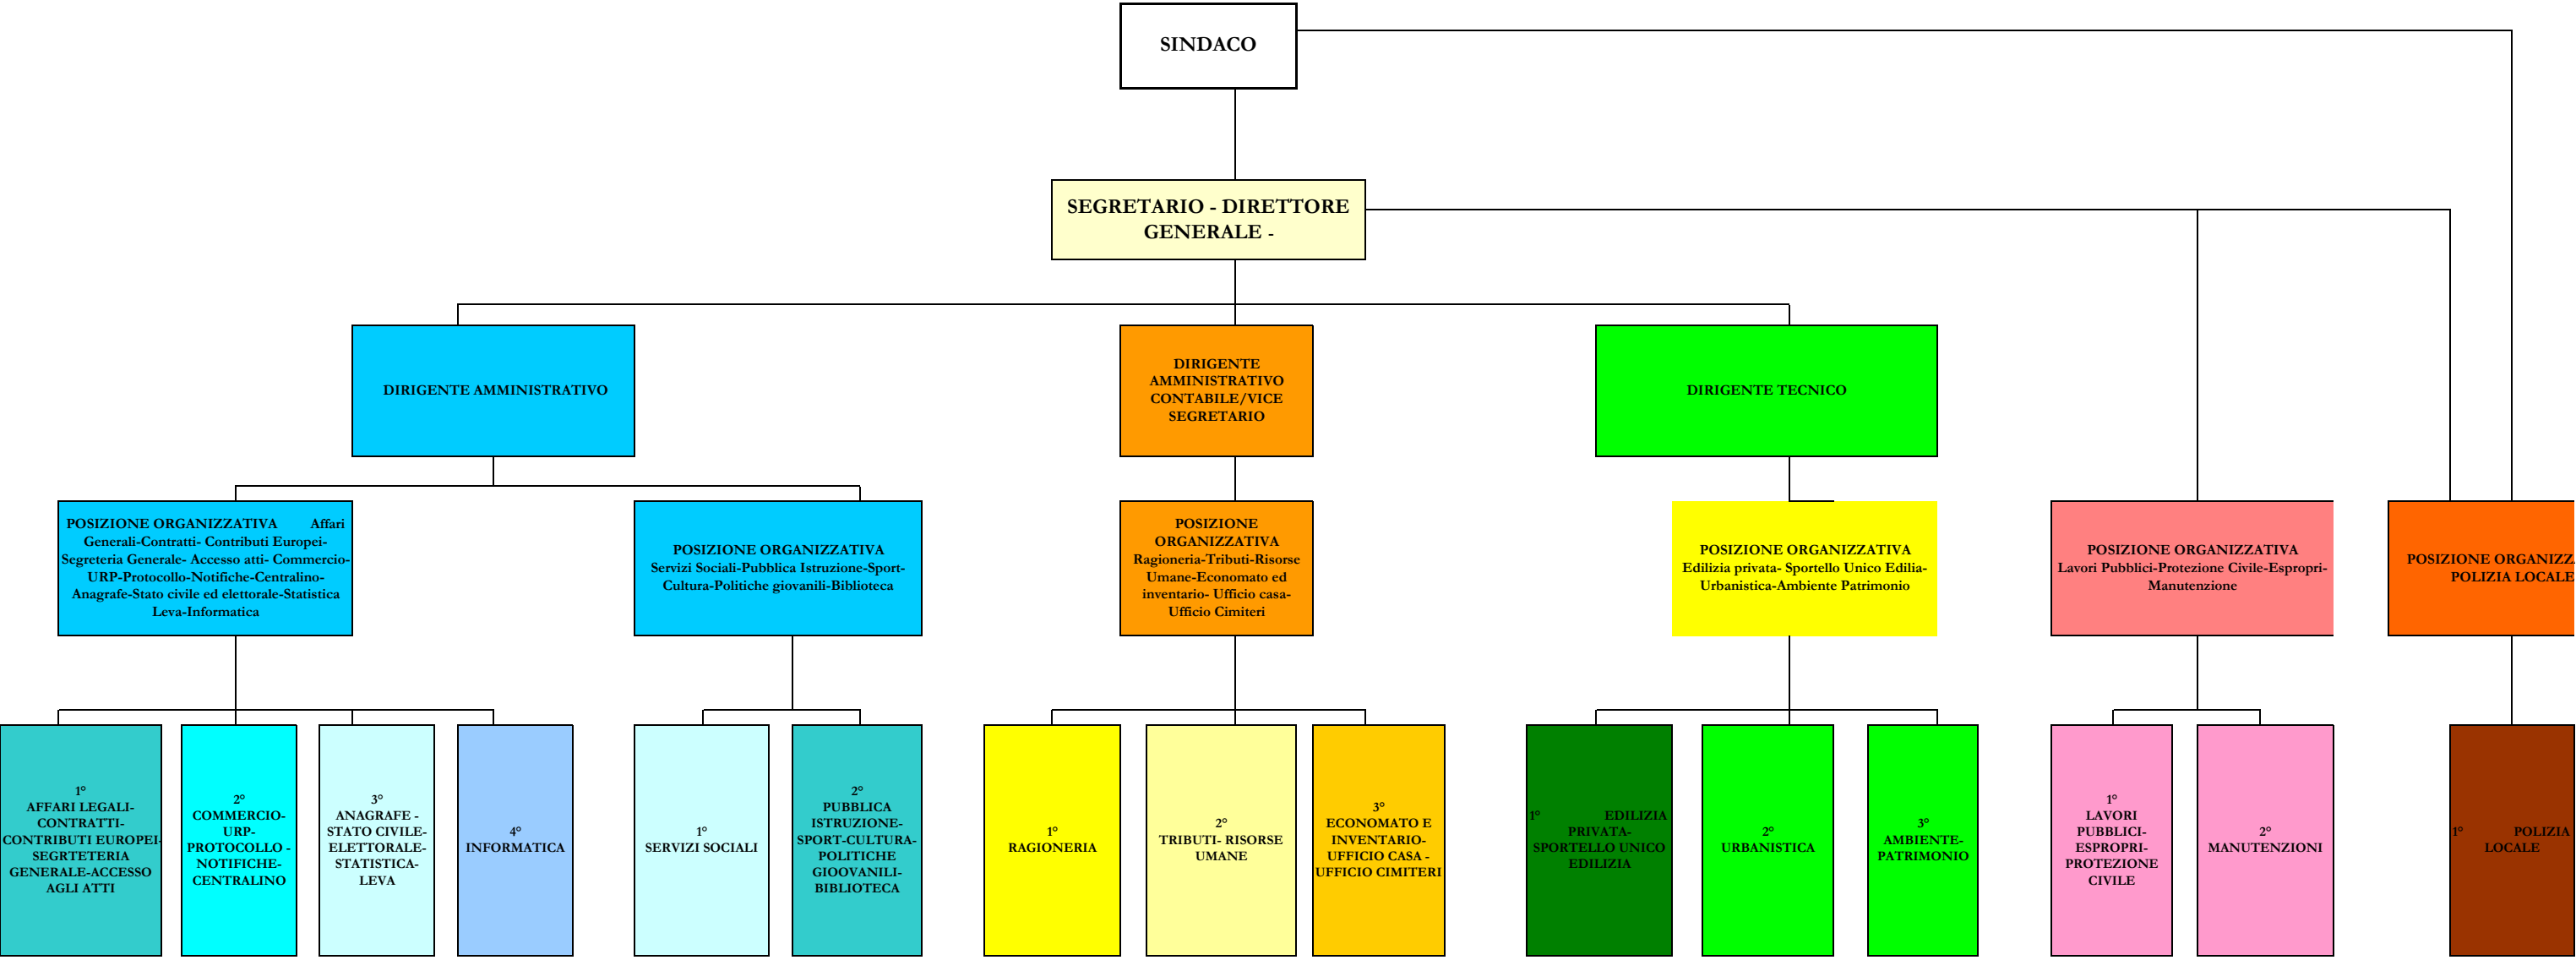 SINDACO
SEGRETARIO - DIRETTORE
GENERALE -
DIRIGENTE AMMINISTRATIVO
DIRIGENTE
AMMINISTRATIVO
CONTABILE/VICE
SEGRETARIO
DIRIGENTE TECNICO
POSIZIONE ORGANIZZATIVA Affari
Generali-Contratti- Contributi Europei-
Segreteria Generale- Accesso atti- Commercio-
URP-Protocollo-Notifiche-Centralino-
Anagrafe-Stato civile ed elettorale-Statistica
Leva-Informatica
POSIZIONE ORGANIZZATIVA
Servizi Sociali-Pubblica Istruzione-Sport-
Cultura-Politiche giovanili-Biblioteca
POSIZIONE
ORGANIZZATIVA
Ragioneria-Tributi-Risorse
Umane-Economato ed
inventario- Ufficio casa-
Ufficio Cimiteri
POSIZIONE ORGANIZZATIVA
Edilizia privata- Sportello Unico Edilia-
Urbanistica-Ambiente Patrimonio
POSIZIONE ORGANIZZATIVA
Lavori Pubblici-Protezione Civile-Espropri-
Manutenzione
POSIZIONE ORGANIZZ
POLIZIA LOCALE
1°
AFFARI LEGALI-
CONTRATTI-
CONTRIBUTI EUROPEI-
SEGRTETERIA
GENERALE-ACCESSO
AGLI ATTI
2°
COMMERCIO-
URP-
PROTOCOLLO -
NOTIFICHE-
CENTRALINO
3°
ANAGRAFE -
STATO CIVILE-
ELETTORALE-
STATISTICA-
LEVA
4°
INFORMATICA
1°
SERVIZI SOCIALI
2°
PUBBLICA
ISTRUZIONE-
SPORT-CULTURA-
POLITICHE
GIOOVANILI-
BIBLIOTECA
1°
RAGIONERIA
2°
TRIBUTI- RISORSE
UMANE
3°
ECONOMATO E
INVENTARIO-
UFFICIO CASA -
UFFICIO CIMITERI
1° EDILIZIA
PRIVATA-
SPORTELLO UNICO
EDILIZIA
2°
URBANISTICA
3°
AMBIENTE-
PATRIMONIO
1°
LAVORI
PUBBLICI-
ESPROPRI-
PROTEZIONE
CIVILE
2°
MANUTENZIONI
1° POLIZIA
LOCALE